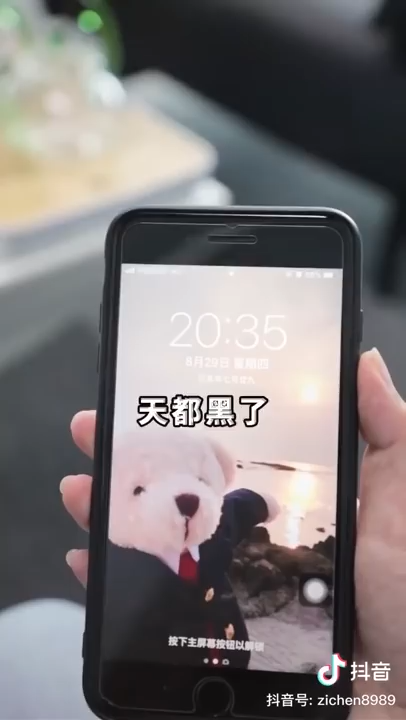 20:35
8月29日 星期四
天都黑了
按下主屏幕按钮以解锁
抖音
抖音号: zichen8989